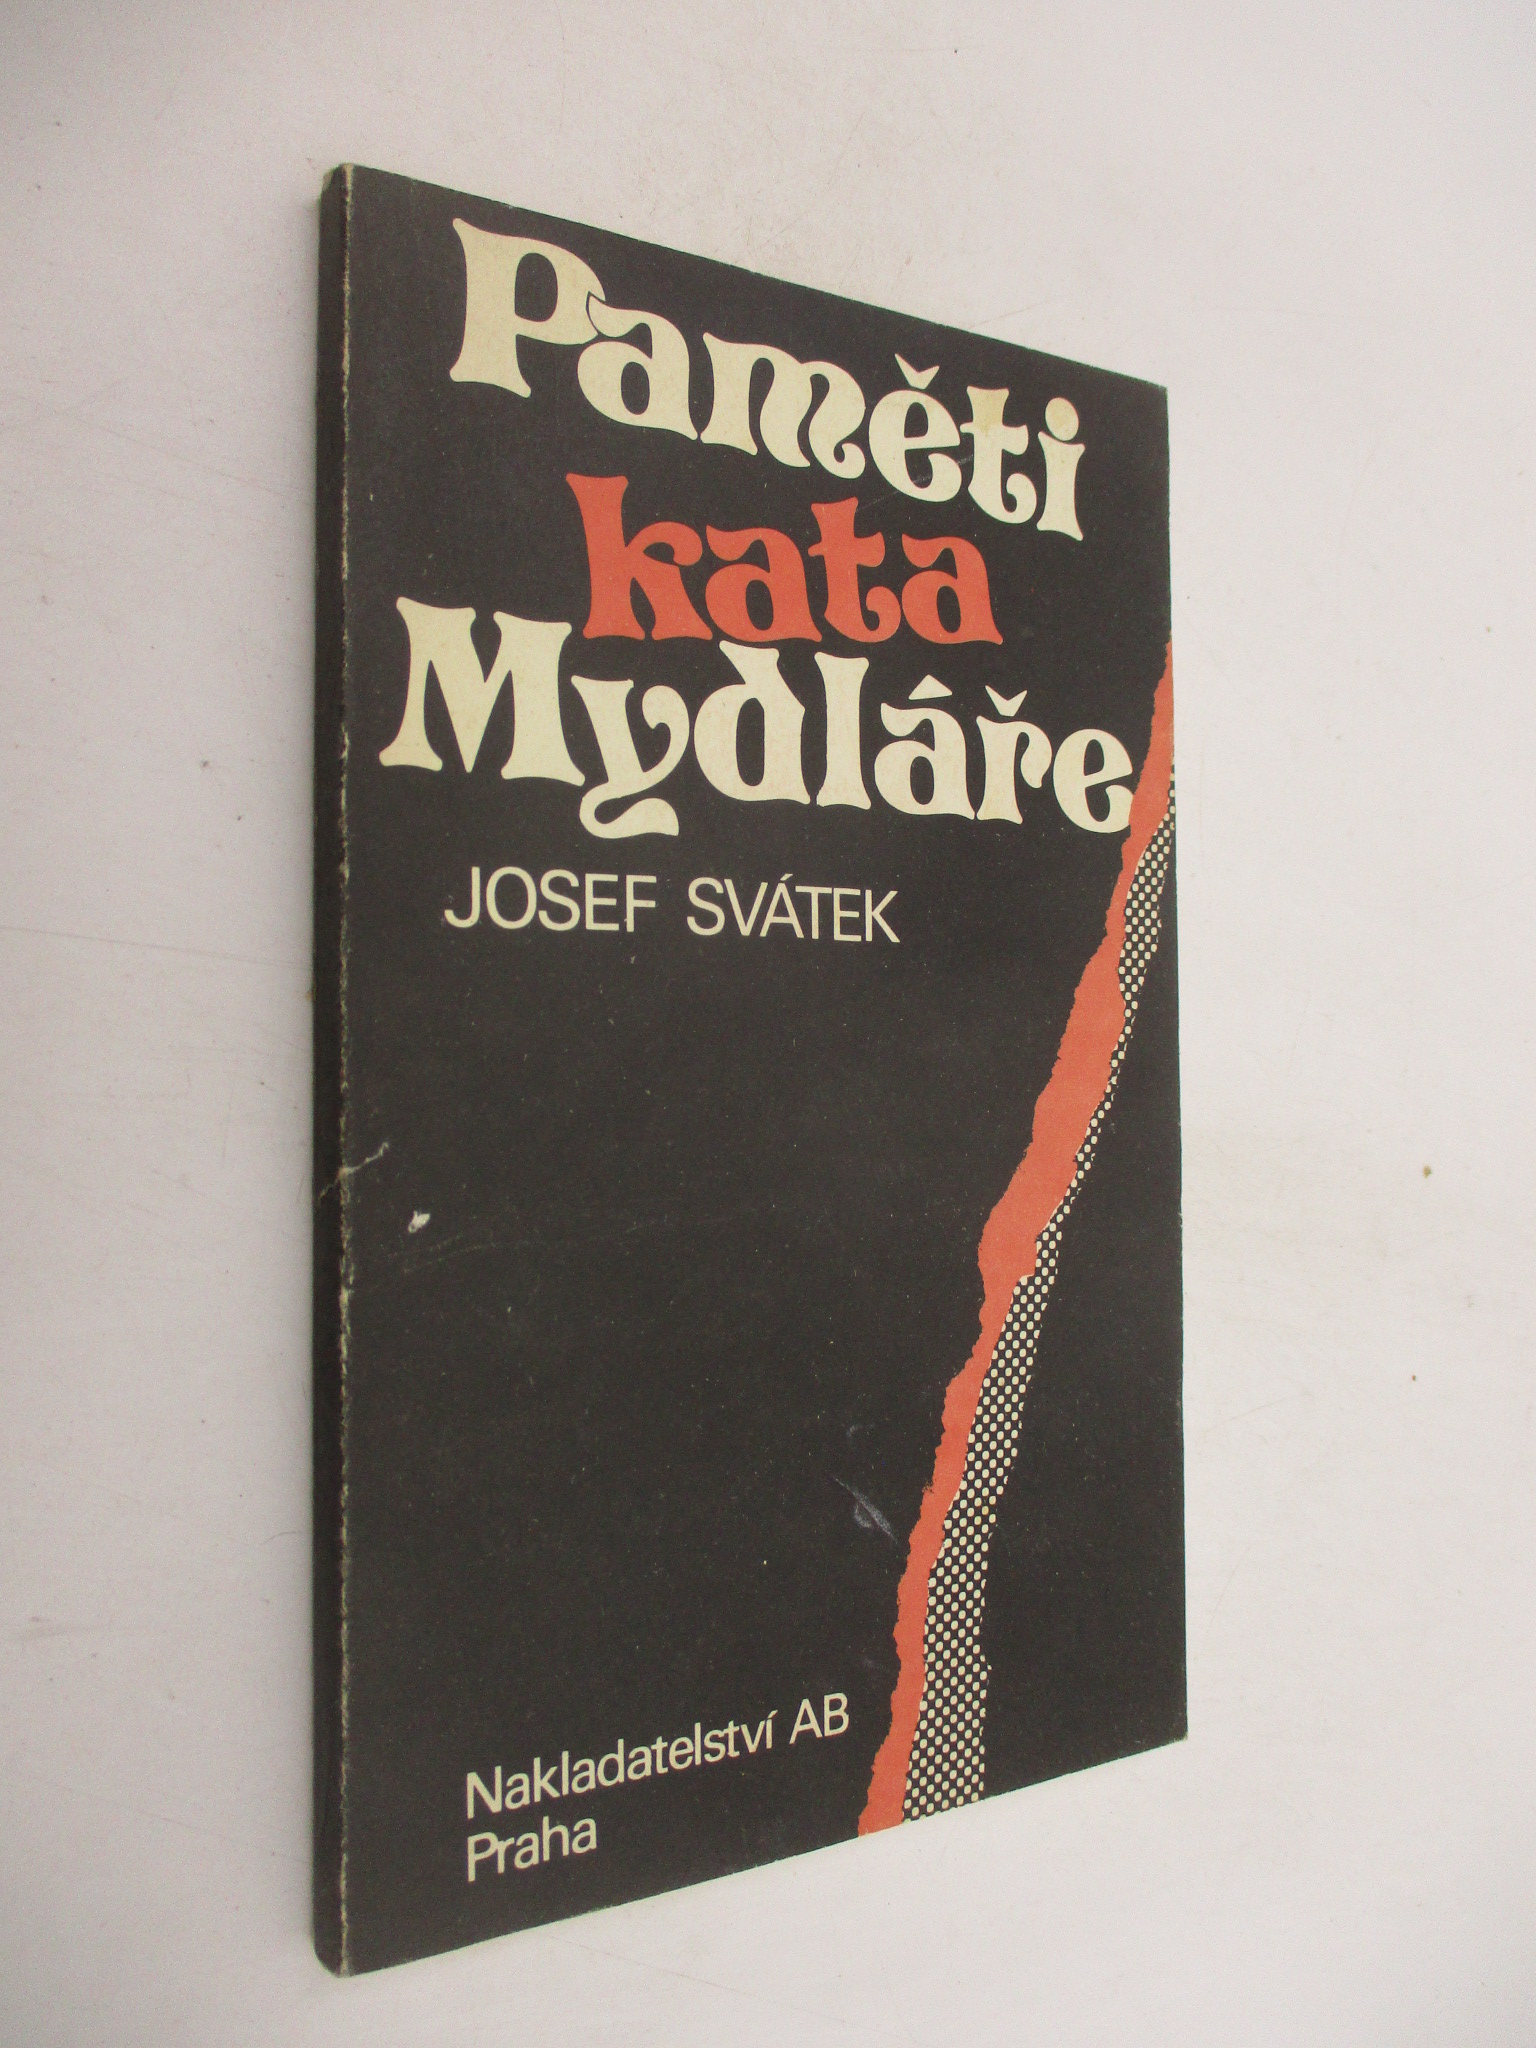 Paměti
kata
Mydláře
JOSEF SVÁTEK
Nakladatelství AB
Praha